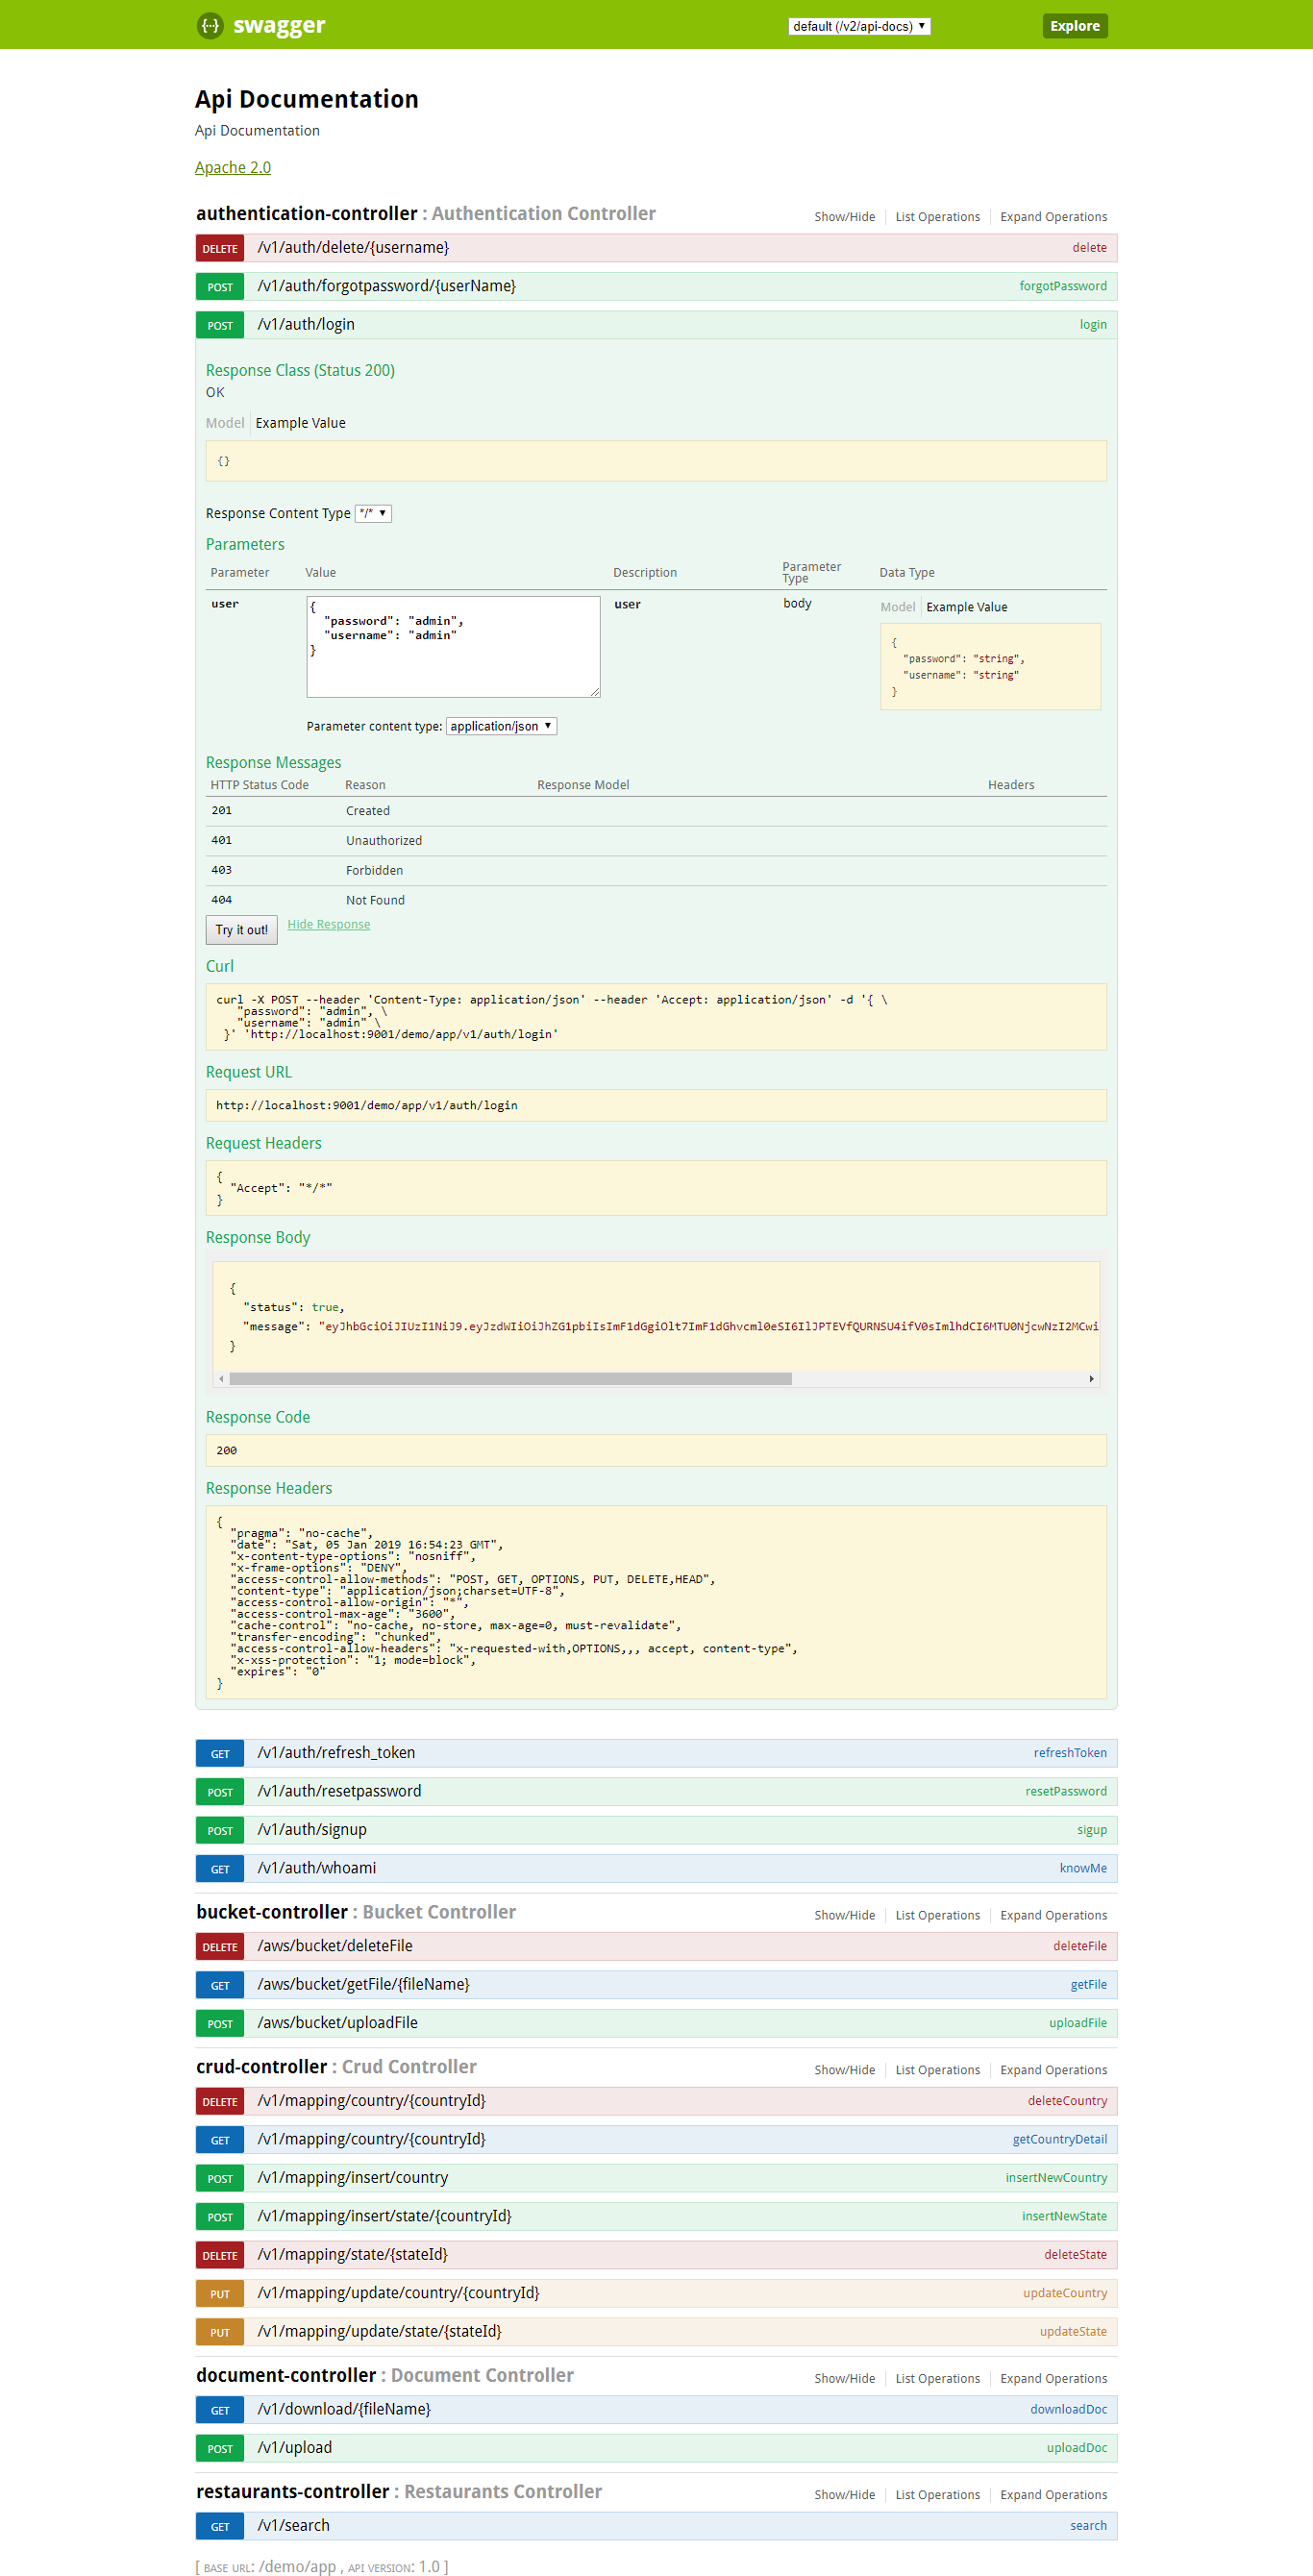 swagger
default (/v2/api-docs)
Explore
Api Documentation
Api Documentation
Apache 2.0
authentication-controller : Authentication Controller
Show/Hide
List Operations
Expand Operations
DELETE /v1/auth/delete/{username} delete
POST /v1/auth/forgotpassword/{userName} forgotPassword
POST /v1/auth/login login
Response Class (Status 200)
OK
Model Example Value
{}
Response Content Type */*
Parameters
Parameter Value Description Parameter Type Data Type
user
{
"password": "admin",
"username": "admin"
}
user
body
Model Example Value
{
"password": "string",
"username": "string"
}
Parameter content type: application/json
Response Messages
HTTP Status Code Reason Response Model Headers
201 Created
401 Unauthorized
403 Forbidden
404 Not Found
Try it out! Hide Response
Curl
curl -X POST --header 'Content-Type: application/json' --header 'Accept: application/json' -d '{ \
"password": "admin", \
"username": "admin" \
}' 'http://localhost:9001/demo/app/v1/auth/login'
Request URL
http://localhost:9001/demo/app/v1/auth/login
Request Headers
{
"Accept": "*/*"
}
Response Body
{
"status": true,
"message": "eyJhbGciOiJIUzI1NiJ9.eyJzdWIiOiJhZG1pbiIsImF1dGgiOlt7ImF1dGhvcml0eSI6IlJPTEVfQURNSU4ifV0sImlhdCI6MTU0NjcwNzI2MCwi
}
Response Code
200
Response Headers
{
"pragma": "no-cache",
"date": "Sat, 05 Jan 2019 16:54:23 GMT",
"x-content-type-options": "nosniff",
"x-frame-options": "DENY",
"access-control-allow-methods": "POST, GET, OPTIONS, PUT, DELETE,HEAD",
"content-type": "application/json;charset=UTF-8",
"access-control-allow-origin": "*",
"access-control-max-age": "3600",
"cache-control": "no-cache, no-store, max-age=0, must-revalidate",
"transfer-encoding": "chunked",
"access-control-allow-headers": "x-requested-with,OPTIONS,,, accept, content-type",
"x-xss-protection": "1; mode=block",
"expires": "0"
}
GET /v1/auth/refresh_token refreshToken
POST /v1/auth/resetpassword resetPassword
POST /v1/auth/signup sigup
GET /v1/auth/whoami knowMe
bucket-controller : Bucket Controller
Show/Hide
List Operations
Expand Operations
DELETE /aws/bucket/deleteFile deleteFile
GET /aws/bucket/getFile/{fileName} getFile
POST /aws/bucket/uploadFile uploadFile
crud-controller : Crud Controller
Show/Hide
List Operations
Expand Operations
DELETE /v1/mapping/country/{countryId} deleteCountry
GET /v1/mapping/country/{countryId} getCountryDetail
POST /v1/mapping/insert/country insertNewCountry
POST /v1/mapping/insert/state/{countryId} insertNewState
DELETE /v1/mapping/state/{stateId} deleteState
PUT /v1/mapping/update/country/{countryId} updateCountry
PUT /v1/mapping/update/state/{stateId} updateState
document-controller : Document Controller
Show/Hide
List Operations
Expand Operations
GET /v1/download/{fileName} downloadDoc
POST /v1/upload uploadDoc
restaurants-controller : Restaurants Controller
Show/Hide
List Operations
Expand Operations
GET /v1/search search
[ BASE URL: /demo/app , API VERSION: 1.0 ]